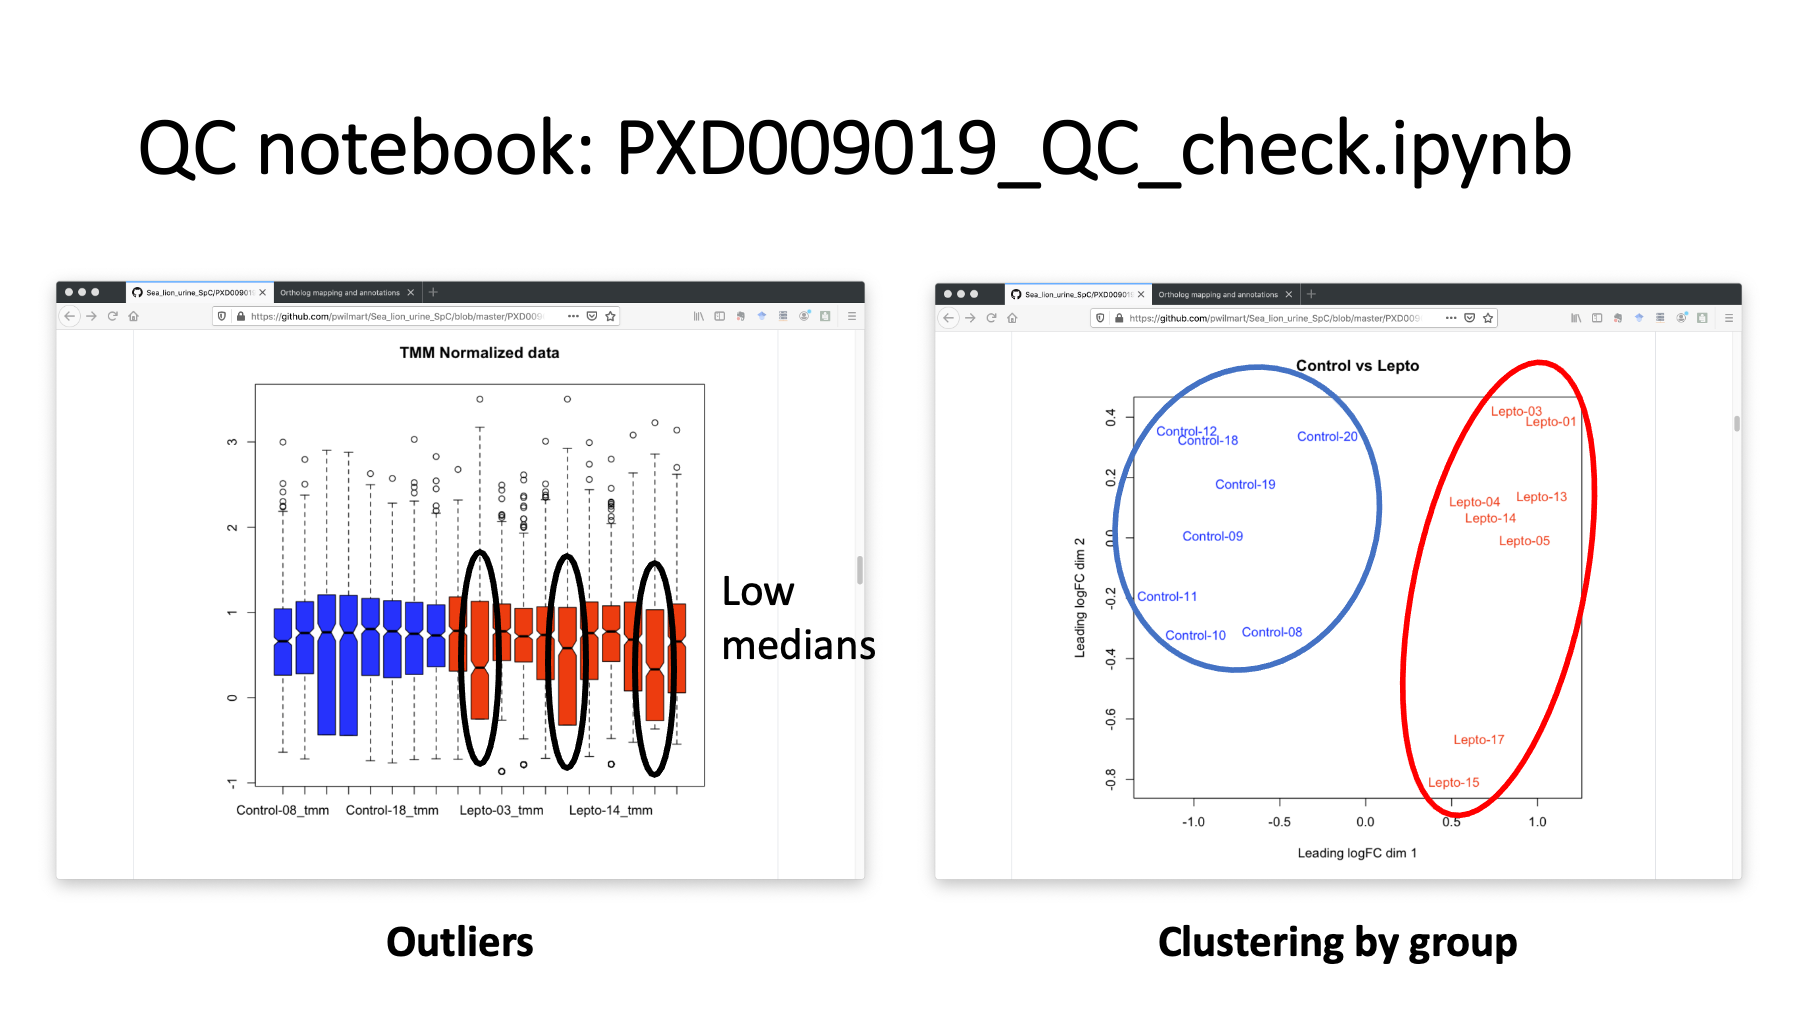 QC notebook: PXD009019_QC_check.ipynb
Sea_lion_urine_SpC/PXD00901
Ortholog mapping and annotations
https://github.com/pwilmart/Sea_lion_urine_SpC/blob/master/PXD009
TMM Normalized data
3
2
1
0
-1
Control-08_tmm
Control-18_tmm
Lepto-03_tmm
Lepto-14_tmm
Low
medians
Outliers
Sea_lion_urine_SpC/PXD00901
Ortholog mapping and annotations
https://github.com/pwilmart/Sea_lion_urine_SpC/blob/master/PXD009
Control vs Lepto
Leading logFC dim 2
0.4
0.2
0.0
-0.2
-0.4
-0.6
-0.8
Control-12
Control-18
Control-20
Control-19
Control-09
Control-11
Control-10
Control-08
Lepto-03
Lepto-01
Lepto-04
Lepto-13
Lepto-14
Lepto-05
Lepto-17
Lepto-15
-1.0
-0.5
0.0
0.5
1.0
Leading logFC dim 1
Clustering by group